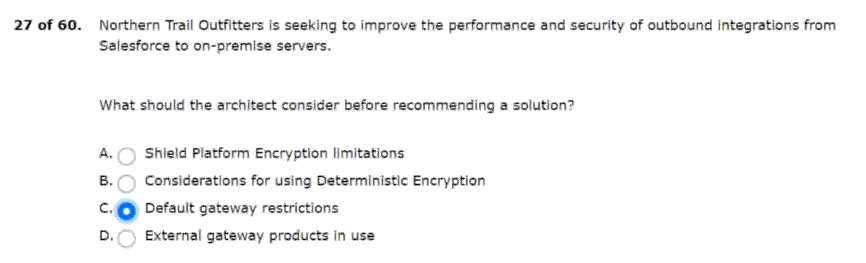 27 of 60. Northern Trail Outfitters is seeking to improve the performance and security of outbound integrations from
Salesforce to on-premise servers.
What should the architect consider before recommending a solution?
A. Shield Platform Encryption limitations
B. Considerations for using Deterministic Encryption
C. Default gateway restrictions
D. External gateway products in use